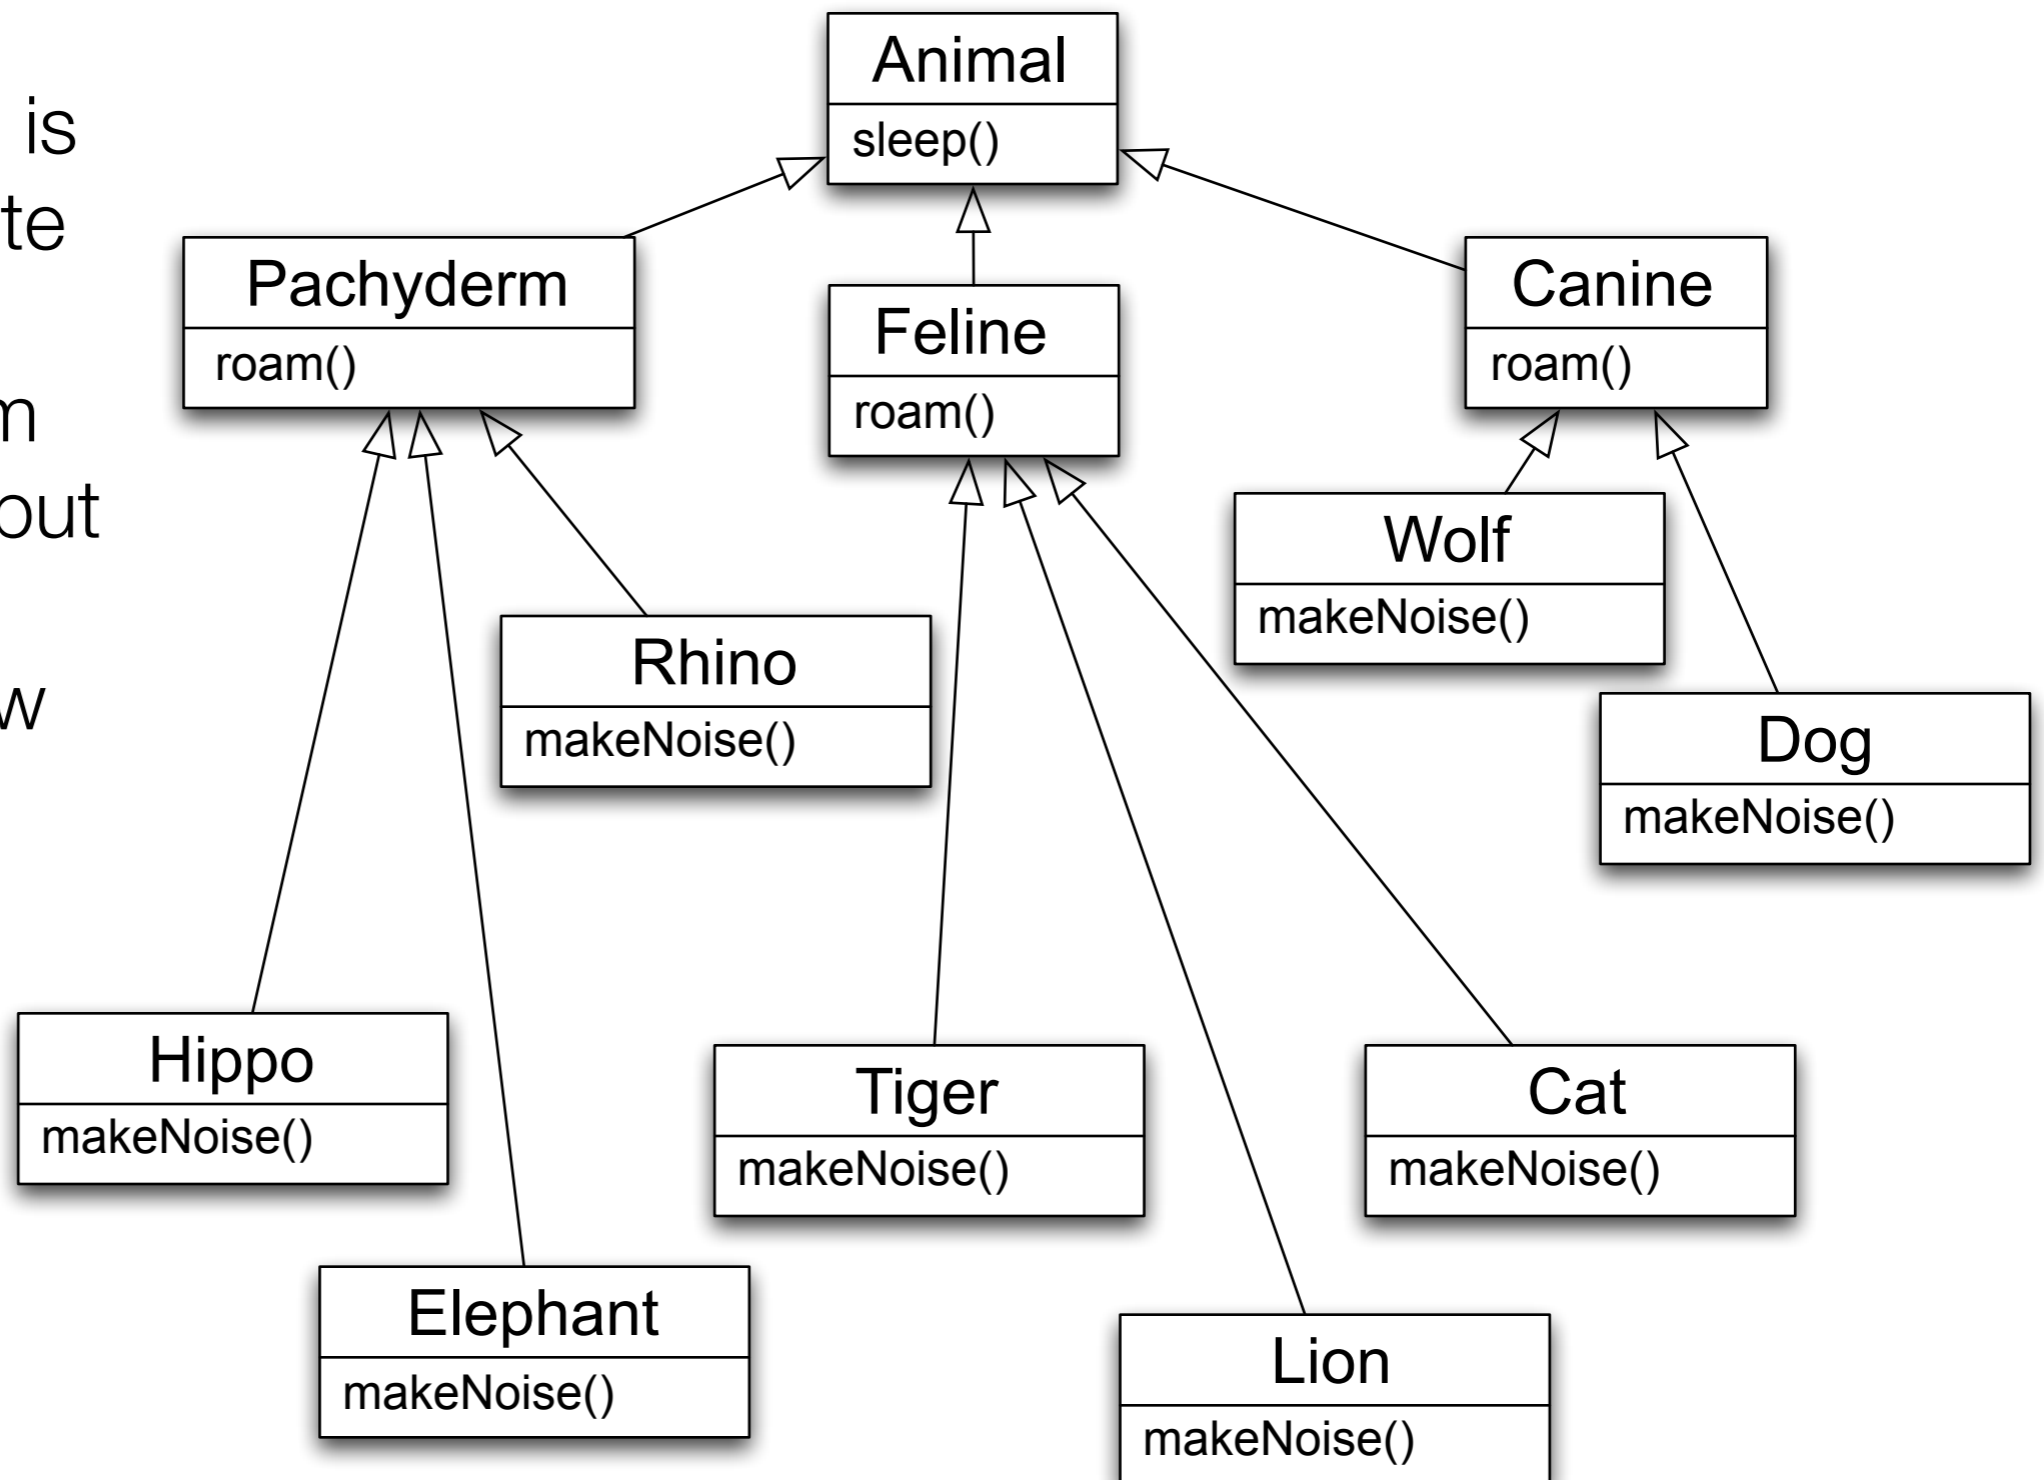 is
te
m
out
w
Animal
sleep()
Pachyderm
roam()
Feline
roam()
Canine
roam()
Wolf
makeNoise()
Rhino
makeNoise()
Dog
makeNoise()
Hippo
makeNoise()
Tiger
makeNoise()
Cat
makeNoise()
Elephant
makeNoise()
Lion
makeNoise()